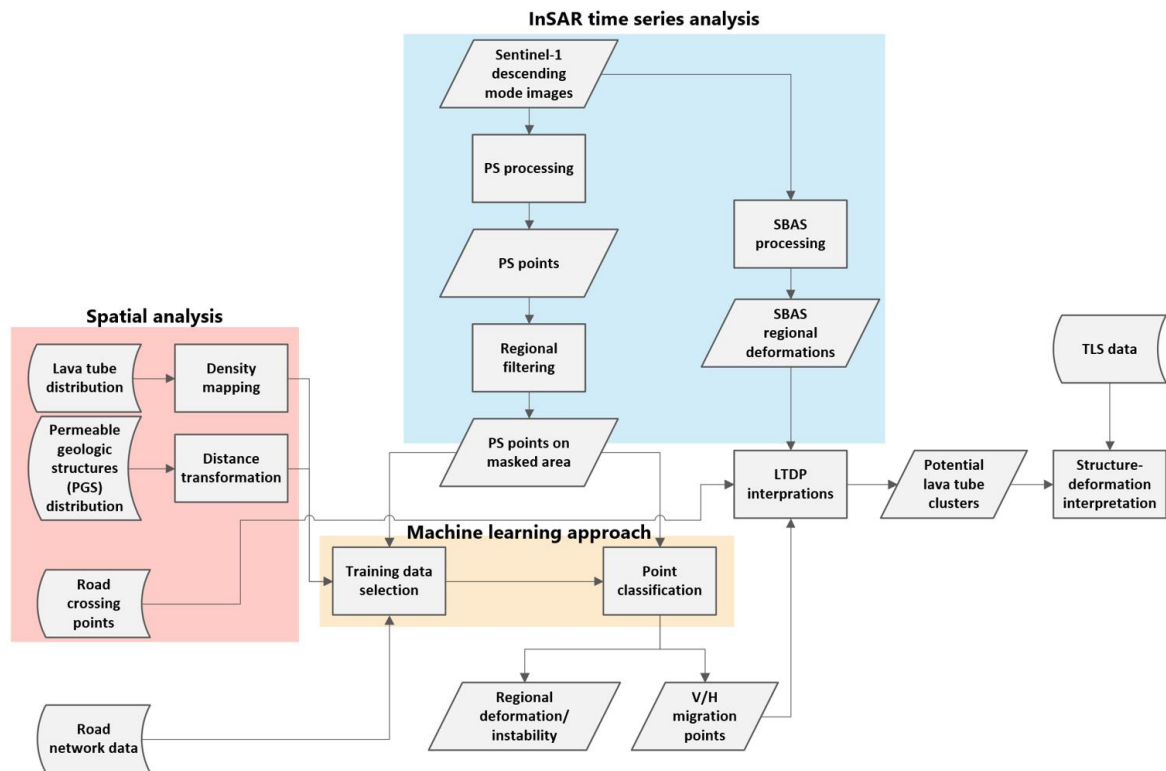 InSAR time series analysis
Sentinel-1
descending
mode images
PS processing
SBAS
processing
PS points
Spatial analysis
SBAS
regional
deformations
Regional
filtering
TLS data
Lava tube
distribution
Density
mapping
Permeable
geologic
structures
(PGS)
distribution
Distance
transformation
PS points on
masked area
LTDP
interprations
Potential
lava tube
clusters
Structure-
deformation
interpretation
Machine learning approach
Road
crossing
points
Training data
selection
Point
classification
Road
network data
Regional
deformation/
instability
V/H
migration
points